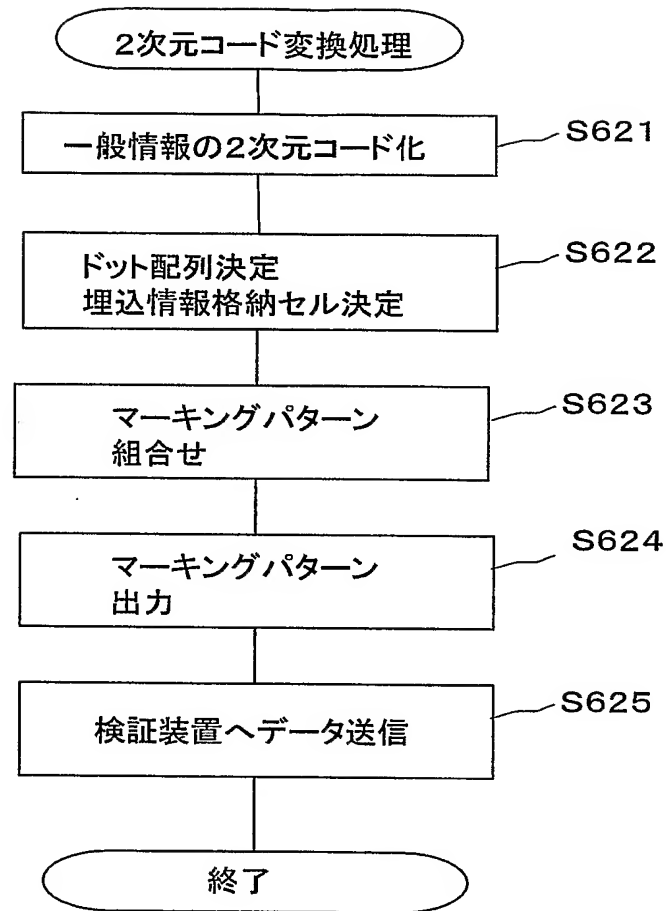 2次元コード変換処理
一般情報の2次元コード化
S621
ドット配列決定
埋込情報格納セル決定
S622
マーキングパターン
組合せ
S623
マーキングパターン
出力
S624
検証装置へデータ送信
S625
終了